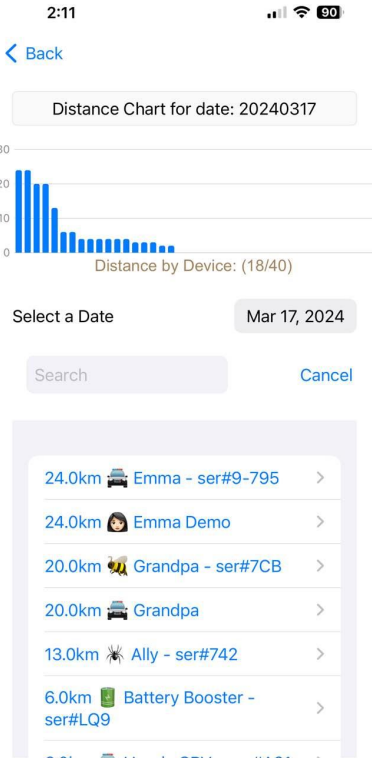 2:11
90
Back
Distance Chart for date: 20240317
30
20
10
0
Distance by Device: (18/40)
Select a Date
Mar 17, 2024
Search
Cancel
24.0km 🚘 Emma - ser#9-795
24.0km 👩🏻 Emma Demo
20.0km 🐝 Grandpa - ser#7CB
20.0km 🚘 Grandpa
13.0km 🕷 Ally - ser#742
6.0km 🔋 Battery Booster -
ser#LQ9